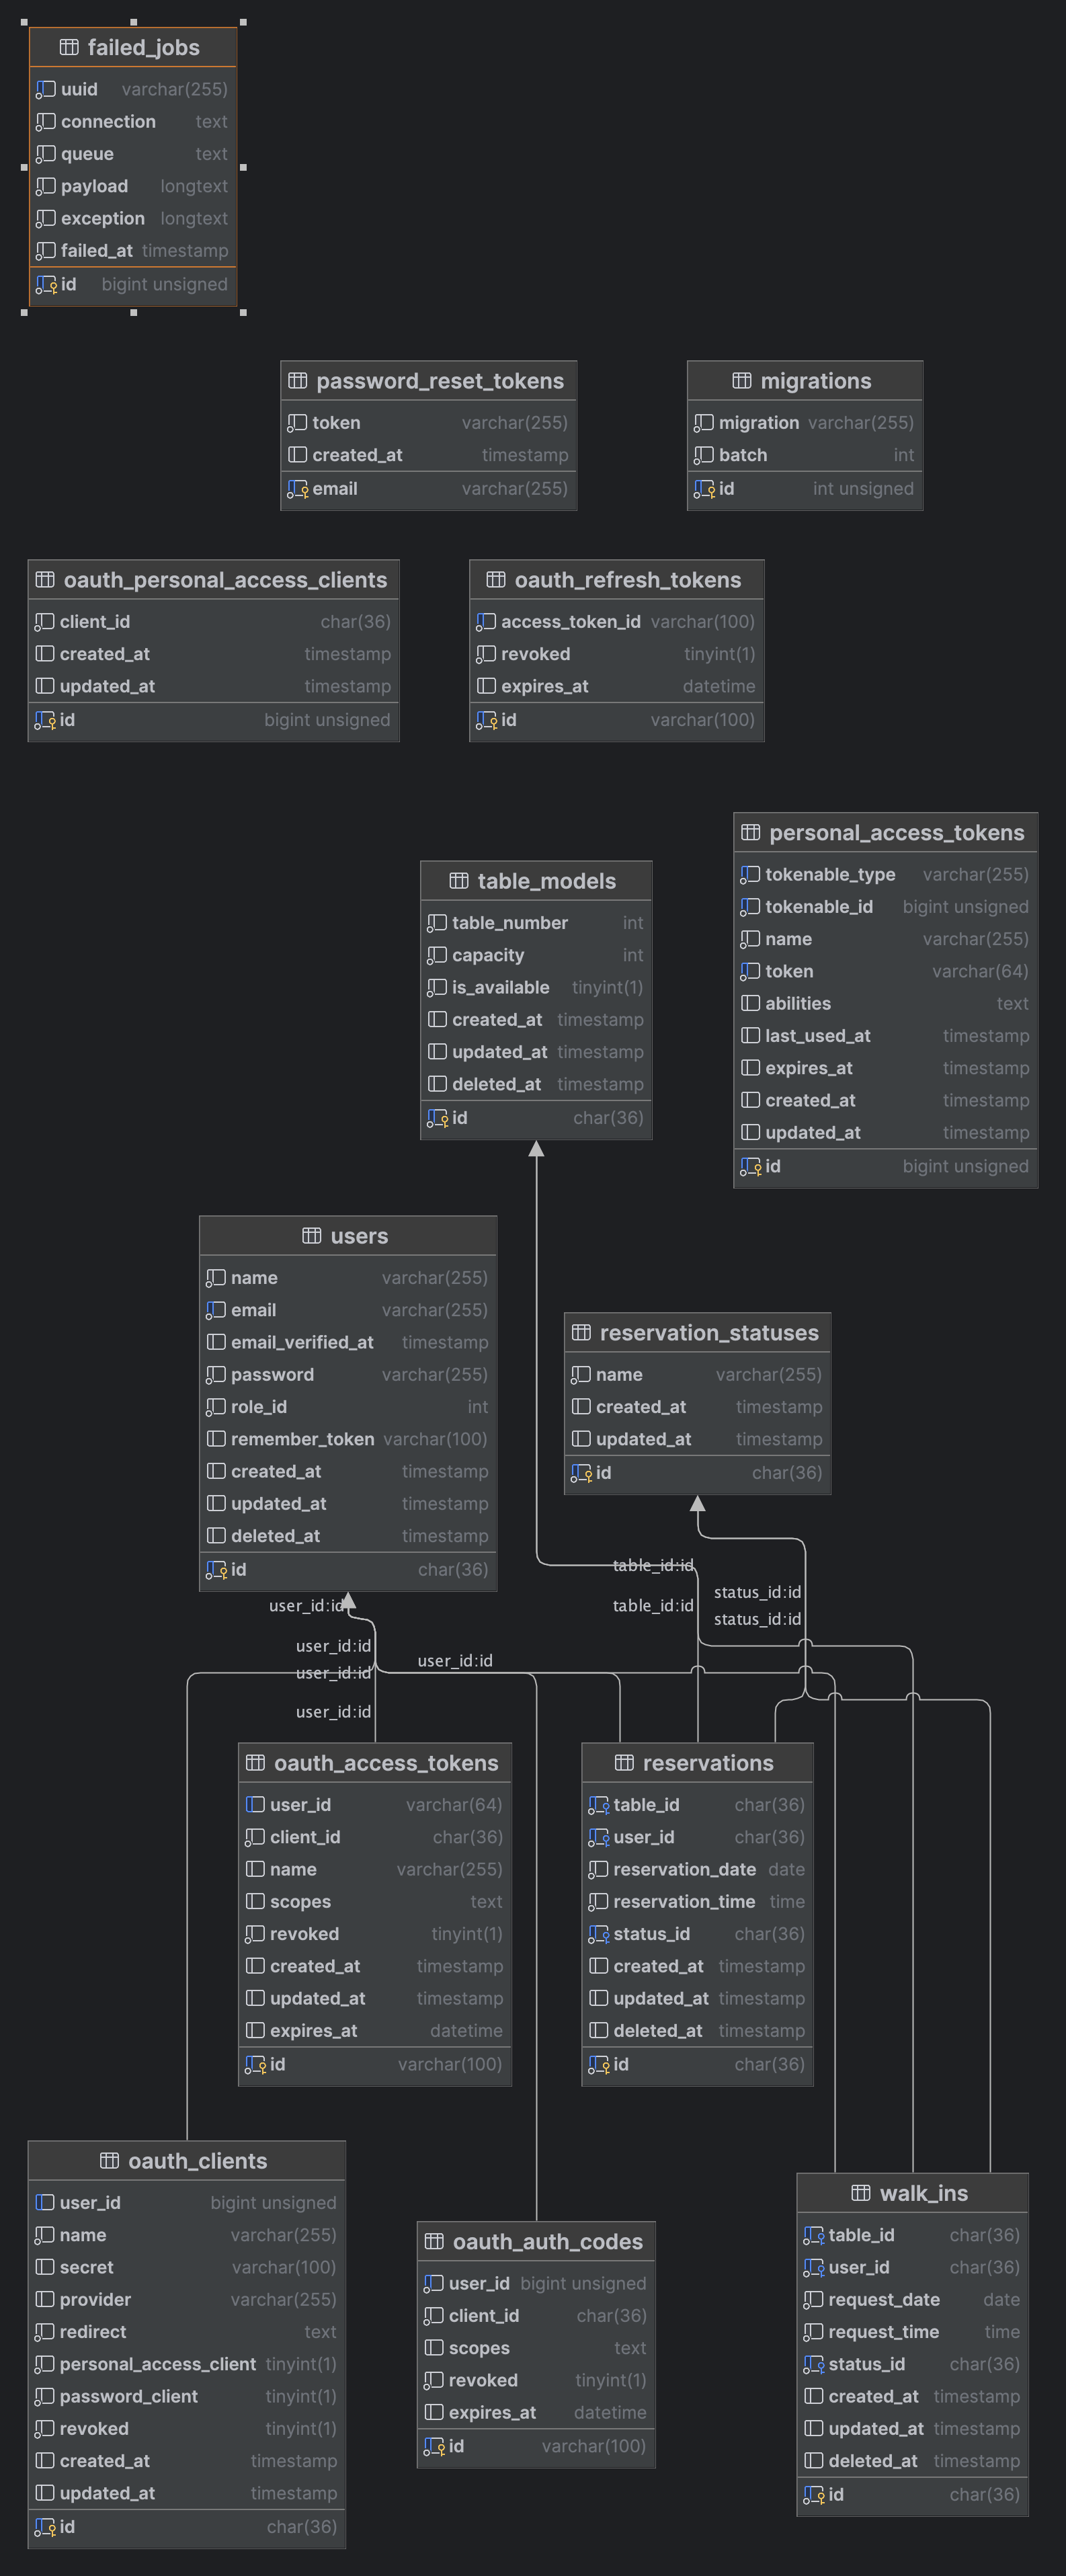 failed_jobs
uuid varchar(255)
connection text
queue text
payload longtext
exception longtext
failed_at timestamp
id bigint unsigned
password_reset_tokens
token varchar(255)
created_at timestamp
email varchar(255)
migrations
migration varchar(255)
batch int
id int unsigned
oauth_personal_access_clients
client_id char(36)
created_at timestamp
updated_at timestamp
id bigint unsigned
oauth_refresh_tokens
access_token_id varchar(100)
revoked tinyint(1)
expires_at datetime
id varchar(100)
personal_access_tokens
tokenable_type varchar(255)
tokenable_id bigint unsigned
name varchar(255)
token varchar(64)
abilities text
last_used_at timestamp
expires_at timestamp
created_at timestamp
updated_at timestamp
id bigint unsigned
table_models
table_number int
capacity int
is_available tinyint(1)
created_at timestamp
updated_at timestamp
deleted_at timestamp
id char(36)
users
name varchar(255)
email varchar(255)
email_verified_at timestamp
password varchar(255)
role_id int
remember_token varchar(100)
created_at timestamp
updated_at timestamp
deleted_at timestamp
id char(36)
reservation_statuses
name varchar(255)
created_at timestamp
updated_at timestamp
id char(36)
table_id:id
status_id:id
table_id:id
status_id:id
user_id:id
user_id:id
user_id:id
user_id:id
user_id:id
oauth_access_tokens
user_id varchar(64)
client_id char(36)
name varchar(255)
scopes text
revoked tinyint(1)
created_at timestamp
updated_at timestamp
expires_at datetime
id varchar(100)
reservations
table_id char(36)
user_id char(36)
reservation_date date
reservation_time time
status_id char(36)
created_at timestamp
updated_at timestamp
deleted_at timestamp
id char(36)
oauth_clients
user_id bigint unsigned
name varchar(255)
secret varchar(100)
provider varchar(255)
redirect text
personal_access_client tinyint(1)
password_client tinyint(1)
revoked tinyint(1)
created_at timestamp
updated_at timestamp
id char(36)
oauth_auth_codes
user_id bigint unsigned
client_id char(36)
scopes text
revoked tinyint(1)
expires_at datetime
id varchar(100)
walk_ins
table_id char(36)
user_id char(36)
request_date date
request_time time
status_id char(36)
created_at timestamp
updated_at timestamp
deleted_at timestamp
id char(36)